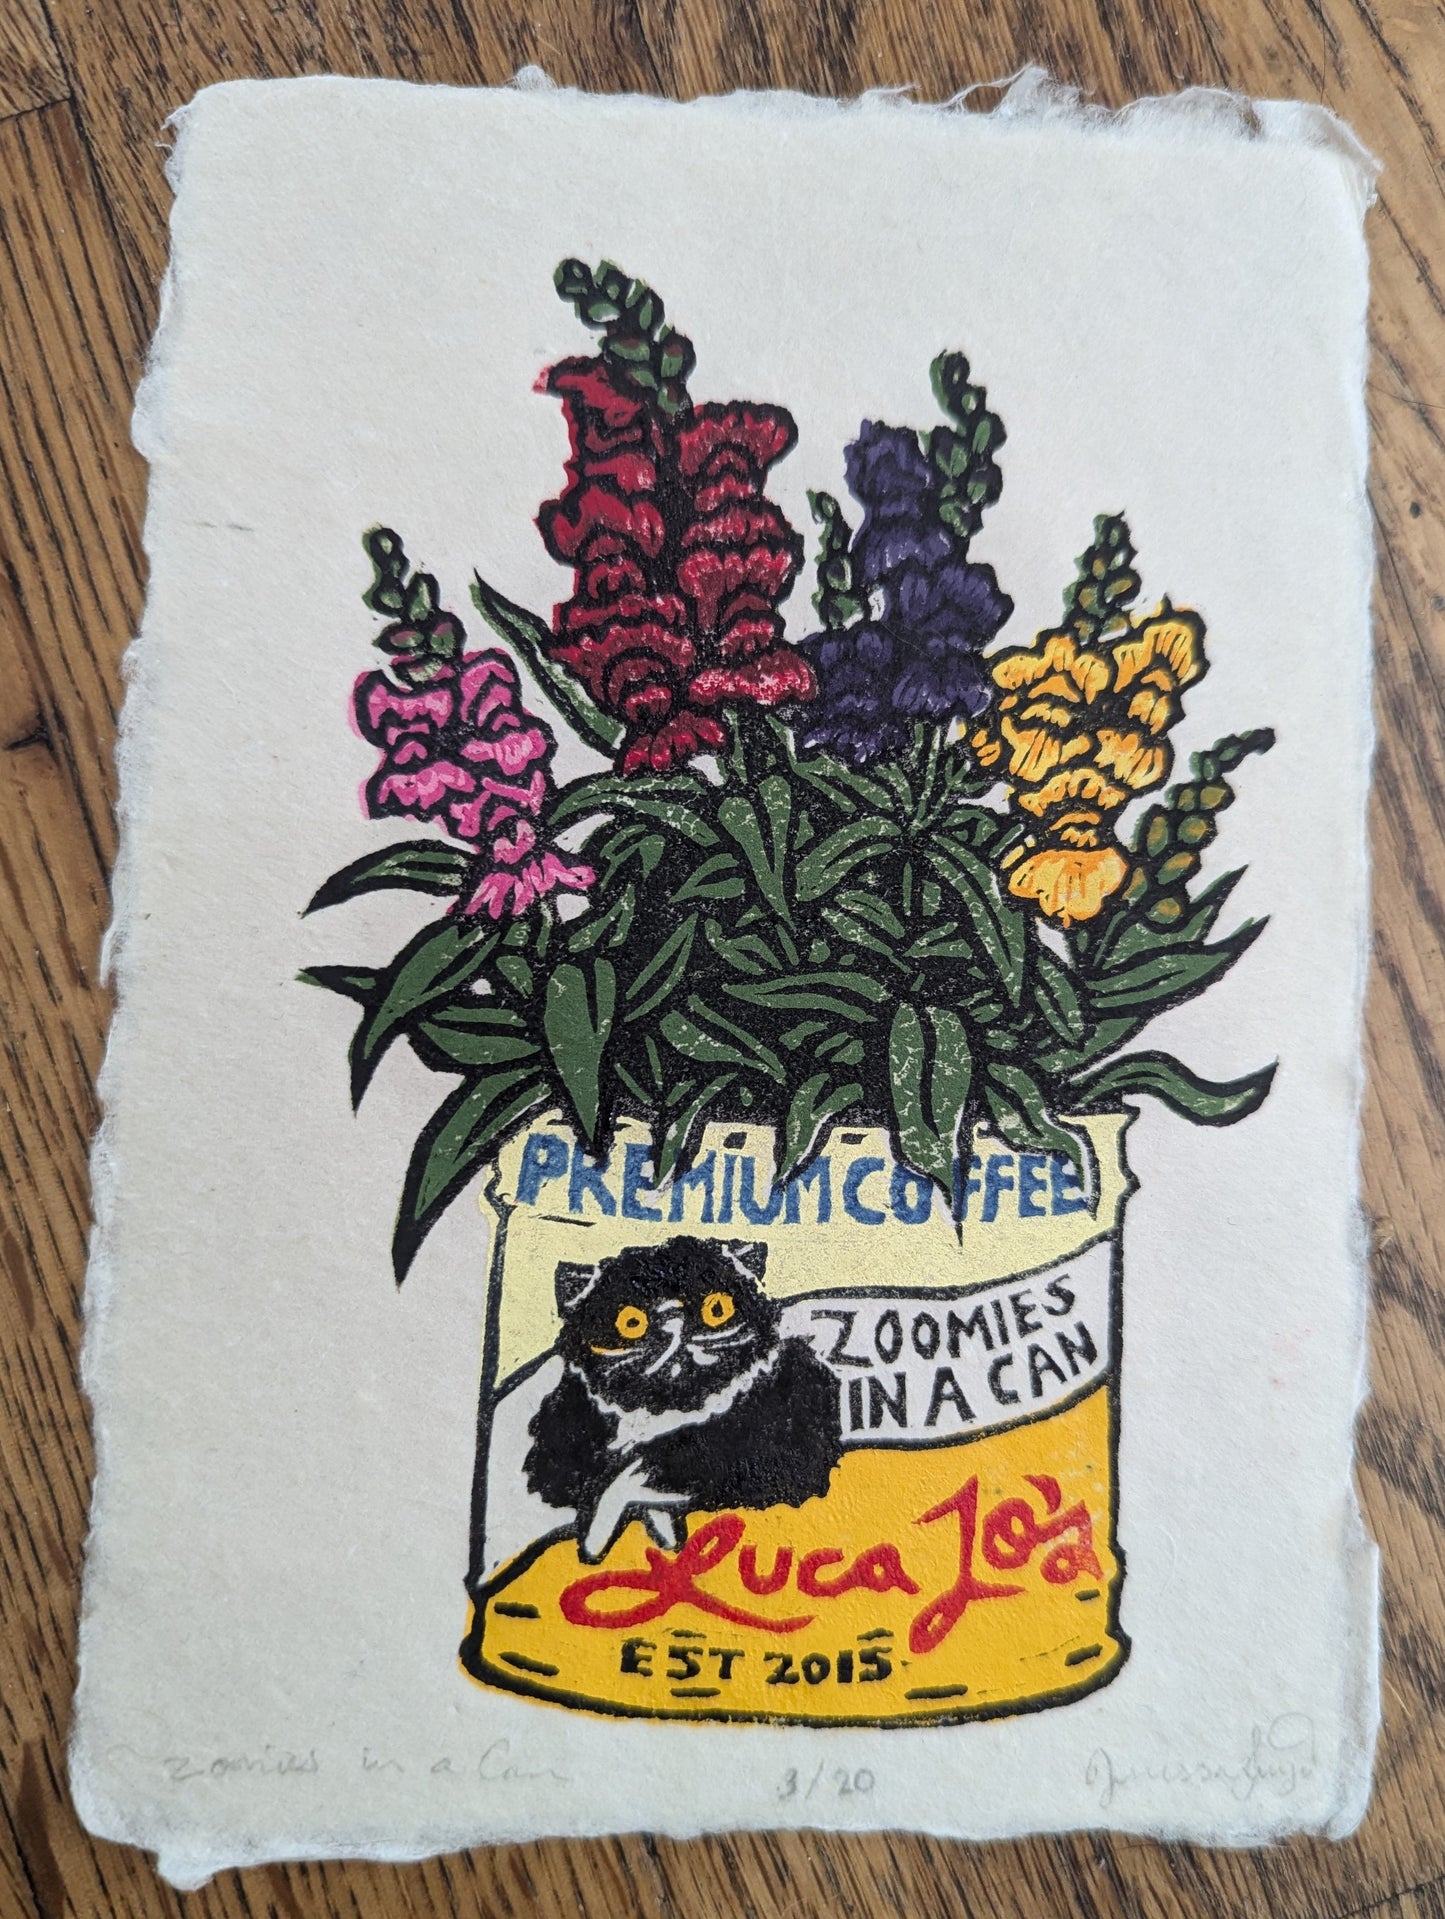 PREMIUM COFFEE
ZOOMIES
IN A CAN
Luca Jo's
EST 2015
Zoomies in a Can
3/20